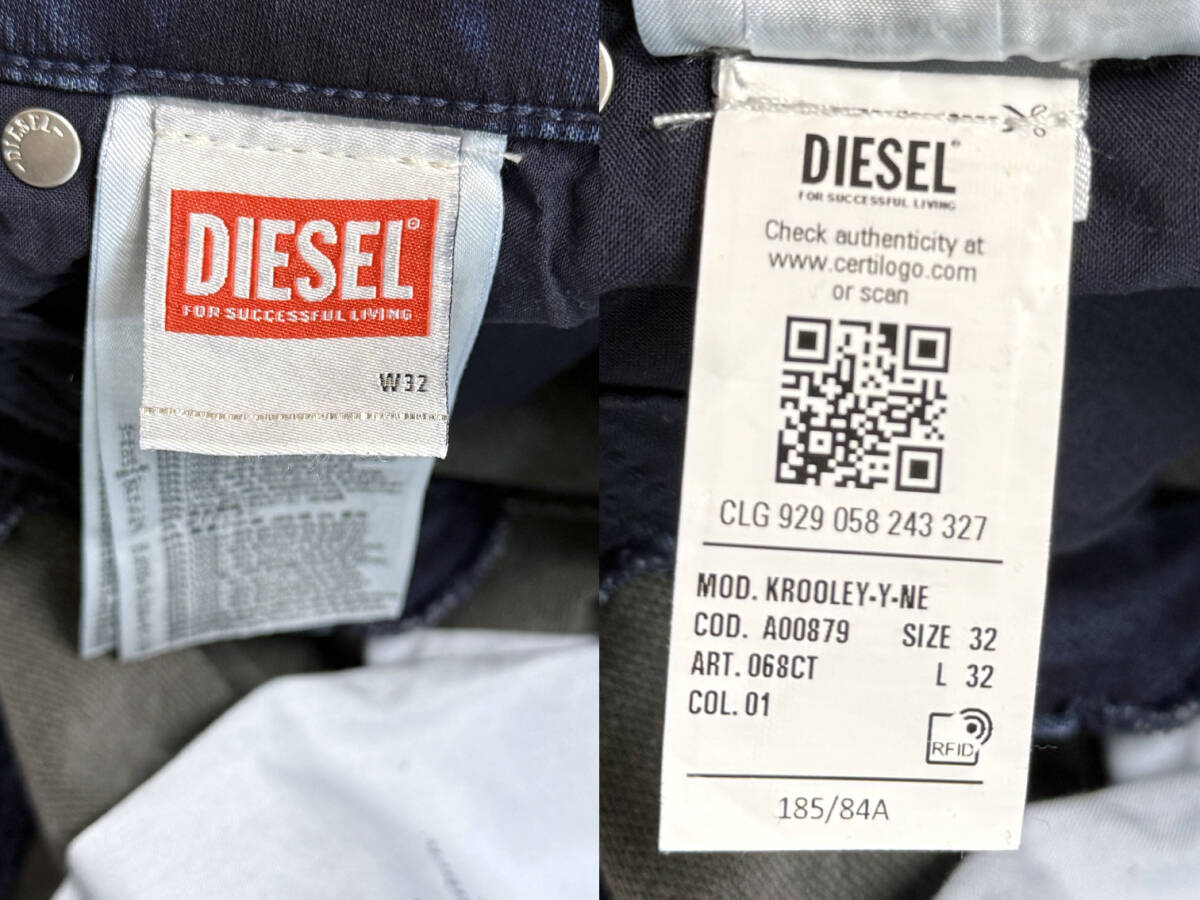 DIESEL
DIESEL
FOR SUCCESSFUL LIVING
W32
DIESEL
FOR SUCCESSFUL LIVING
Check authenticity at
www.certilogo.com
or scan
CLG 929 058 243 327
MOD. KROOLEY-Y-NE
COD. A00879 SIZE 32
ART. 068CT L 32
COL. 01
RFID
185/84A